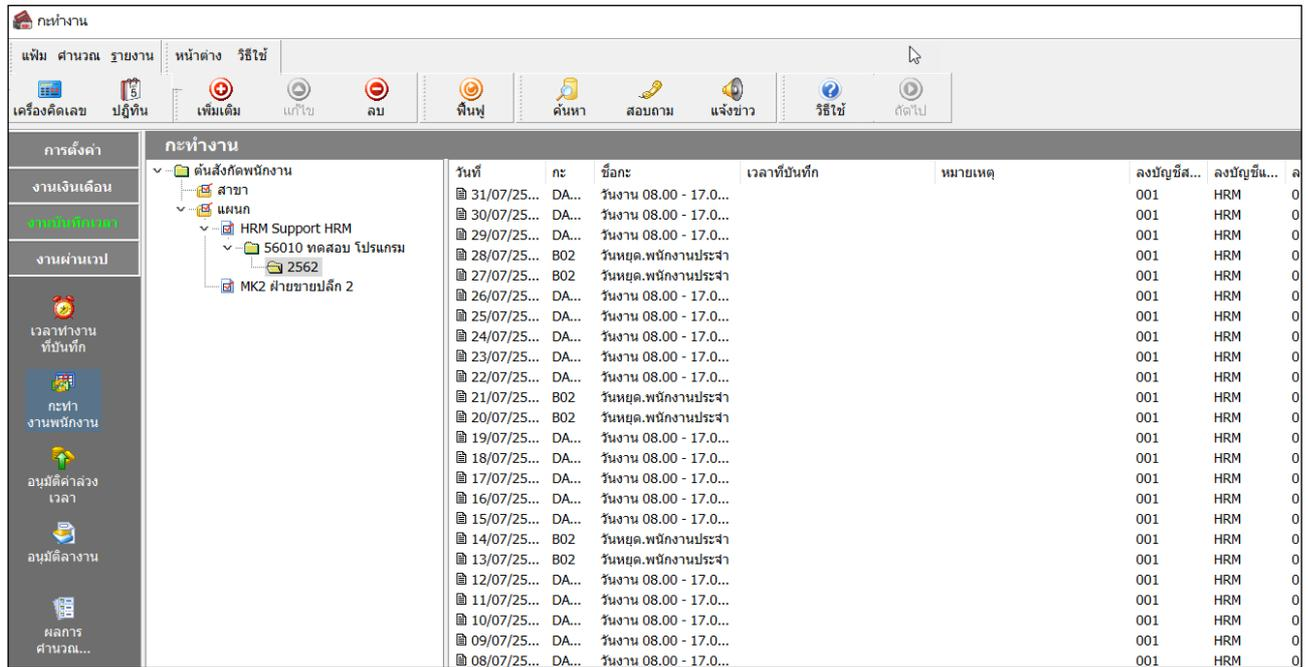 กะทำงาน
แฟ้ม คำนวณ รายงาน หน้าต่าง วิธีใช้
เครื่องคิดเลข ปฏิทิน เพิ่มเติม แก้ไข ลบ ฟื้นฟู ค้นหา สอบถาม แจ้งข่าว วิธีใช้ ถัดไป
การตั้งค่า
งานเงินเดือน
งานบันทึกเวลา
งานผ่านเวป
เวลาทำงาน
ที่บันทึก
กะทำ
งานพนักงาน
อนุมัติค่าล่วง
เวลา
อนุมัติลางาน
ผลการ
คำนวณ...
กะทำงาน
ต้นสังกัดพนักงาน
สาขา
แผนก
HRM Support HRM
56010 ทดสอบ โปรแกรม
2562
MK2 ฝ่ายขายปลีก 2
วันที่ กะ ชื่อกะ เวลาที่บันทึก หมายเหตุ ลงบัญชีส... ลงบัญชีแ... ล
31/07/25... DA... วันงาน 08.00 - 17.0... 001 HRM 0
30/07/25... DA... วันงาน 08.00 - 17.0... 001 HRM 0
29/07/25... DA... วันงาน 08.00 - 17.0... 001 HRM 0
28/07/25... B02 วันหยุด.พนักงานประจำ 001 HRM 0
27/07/25... B02 วันหยุด.พนักงานประจำ 001 HRM 0
26/07/25... DA... วันงาน 08.00 - 17.0... 001 HRM 0
25/07/25... DA... วันงาน 08.00 - 17.0... 001 HRM 0
24/07/25... DA... วันงาน 08.00 - 17.0... 001 HRM 0
23/07/25... DA... วันงาน 08.00 - 17.0... 001 HRM 0
22/07/25... DA... วันงาน 08.00 - 17.0... 001 HRM 0
21/07/25... B02 วันหยุด.พนักงานประจำ 001 HRM 0
20/07/25... B02 วันหยุด.พนักงานประจำ 001 HRM 0
19/07/25... DA... วันงาน 08.00 - 17.0... 001 HRM 0
18/07/25... DA... วันงาน 08.00 - 17.0... 001 HRM 0
17/07/25... DA... วันงาน 08.00 - 17.0... 001 HRM 0
16/07/25... DA... วันงาน 08.00 - 17.0... 001 HRM 0
15/07/25... DA... วันงาน 08.00 - 17.0... 001 HRM 0
14/07/25... B02 วันหยุด.พนักงานประจำ 001 HRM 0
13/07/25... B02 วันหยุด.พนักงานประจำ 001 HRM 0
12/07/25... DA... วันงาน 08.00 - 17.0... 001 HRM 0
11/07/25... DA... วันงาน 08.00 - 17.0... 001 HRM 0
10/07/25... DA... วันงาน 08.00 - 17.0... 001 HRM 0
09/07/25... DA... วันงาน 08.00 - 17.0... 001 HRM 0
08/07/25... DA... วันงาน 08.00 - 17.0... 001 HRM 0